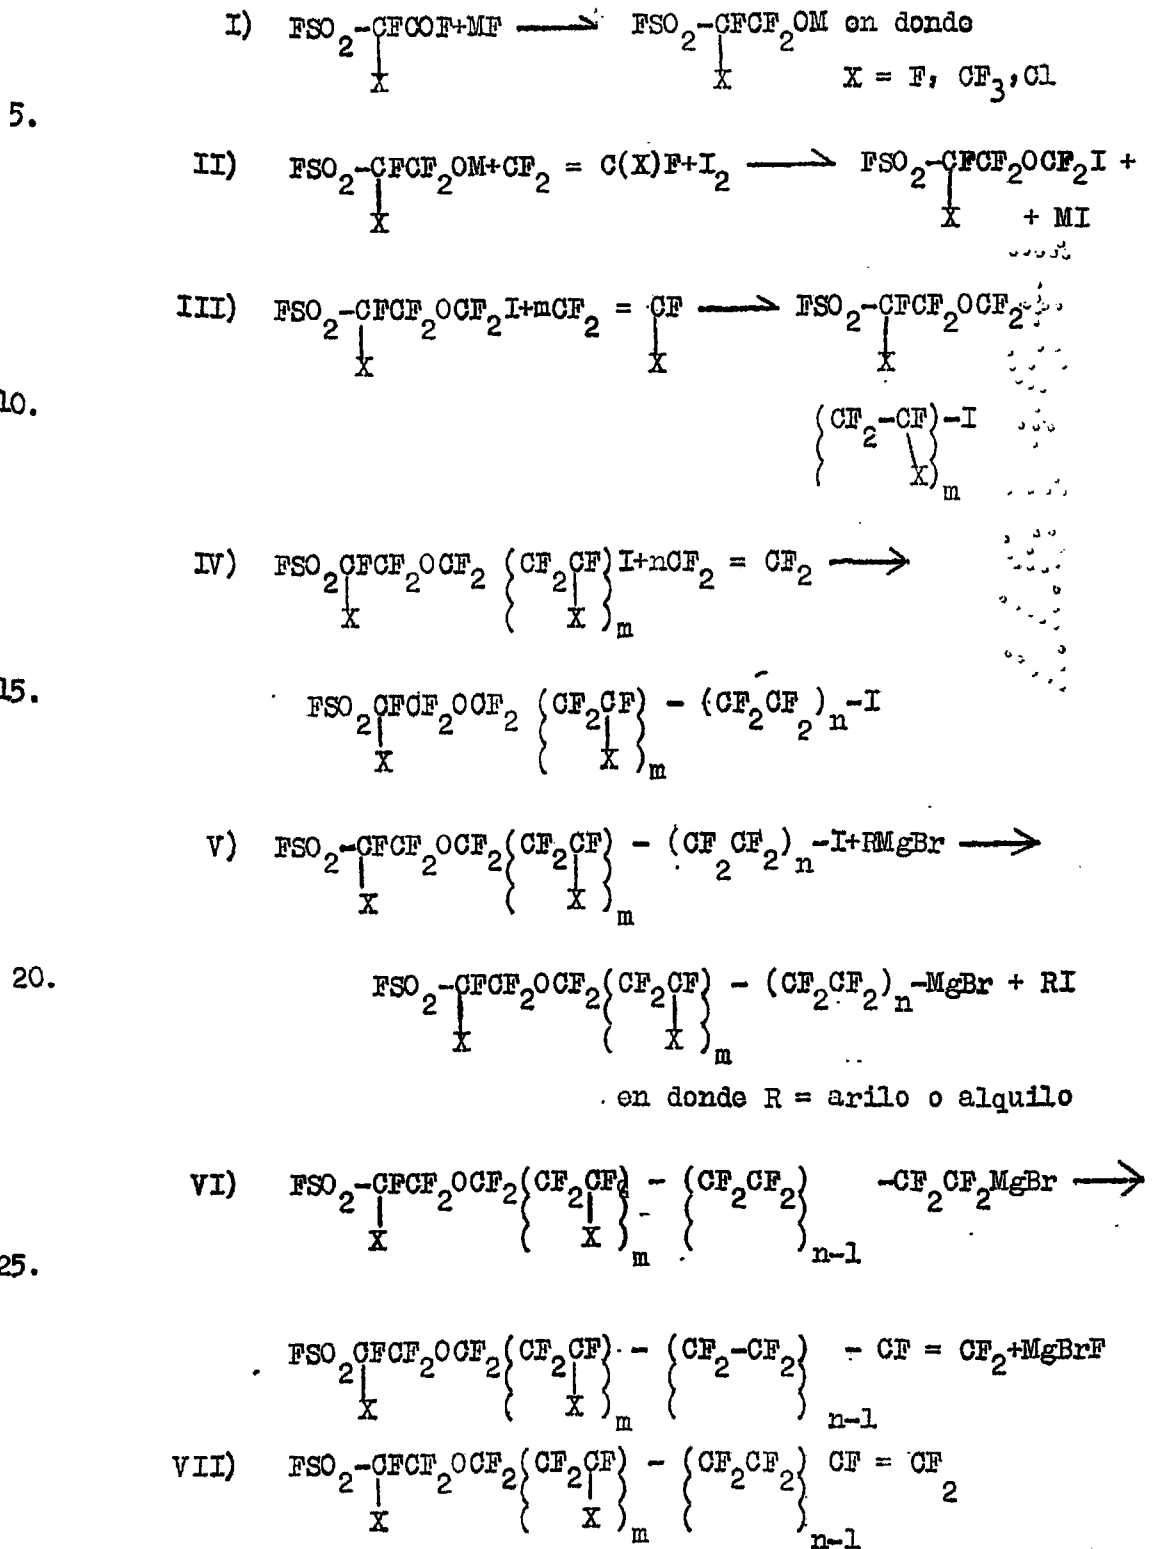 I) FSO2-CFCOF+MF ⟶ FSO2-CFCF2OM en donde
X X X = F, CF3, Cl
5.
II) FSO2-CFCF2OM+CF2 = C(X)F+I2 ⟶ FSO2-CFCF2OCF2I +
X X + MI
III) FSO2-CFCF2OCF2I+mCF2 = CF ⟶ FSO2-CFCF2OCF2
X X X
10.
(CF2-CF)-I
X)m
IV) FSO2CFCF2OCF2 (CF2CF)I+nCF2 = CF2 ⟶
X X )m
15.
FSO2CFCF2OCF2 (CF2CF) - (CF2CF2)n-I
X X )m
V) FSO2-CFCF2OCF2(CF2CF) - (CF2CF2)n-I+RMgBr ⟶
X X )m
20.
FSO2-CFCF2OCF2(CF2CF) - (CF2CF2)n-MgBr + RI
X X )m
en donde R = arilo o alquilo
VI) FSO2-CFCF2OCF2(CF2CF) - (CF2CF2) -CF2CF2MgBr ⟶
X X )m )n-1
25.
FSO2CFCF2OCF2(CF2CF) - (CF2-CF2) - CF = CF2+MgBrF
X X )m )n-1
VII) FSO2-CFCF2OCF2(CF2CF) - (CF2CF2) CF = CF2
X X )m )n-1